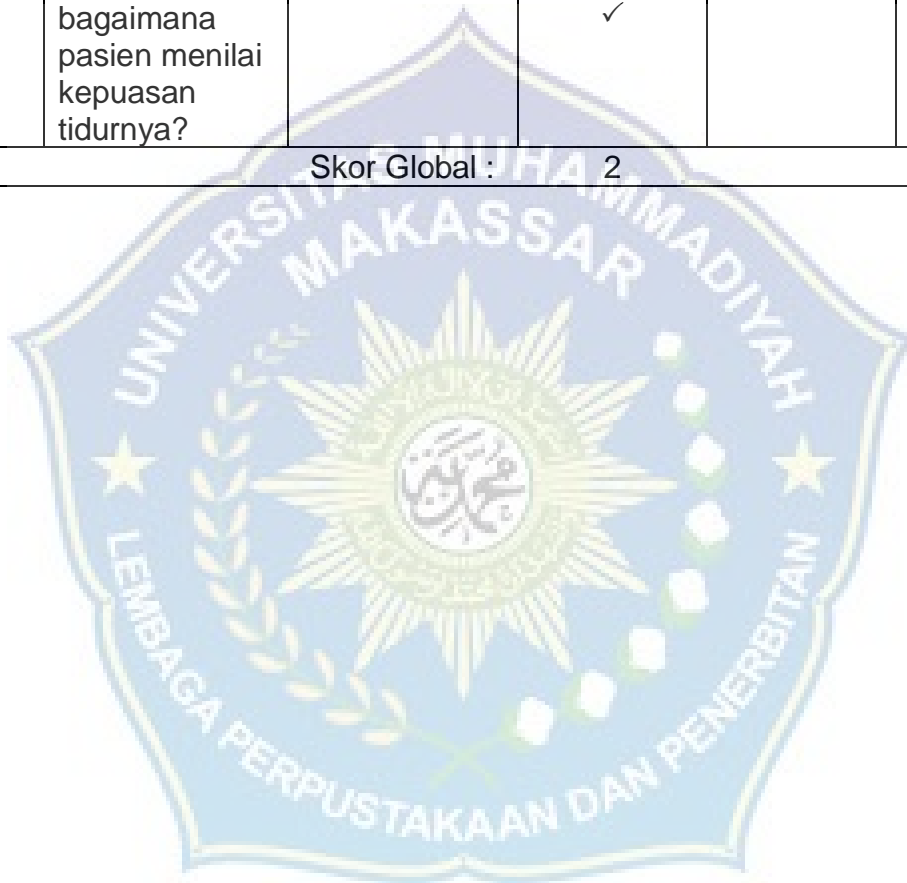 bagaimana ✓
pasien menilai
kepuasan
tidurnya?
Skor Global : 2
UNIVERSITAS MUHAMMADIYAH
MAKASSAR
LEMBAGA PERPUSTAKAAN DAN PENERBITAN